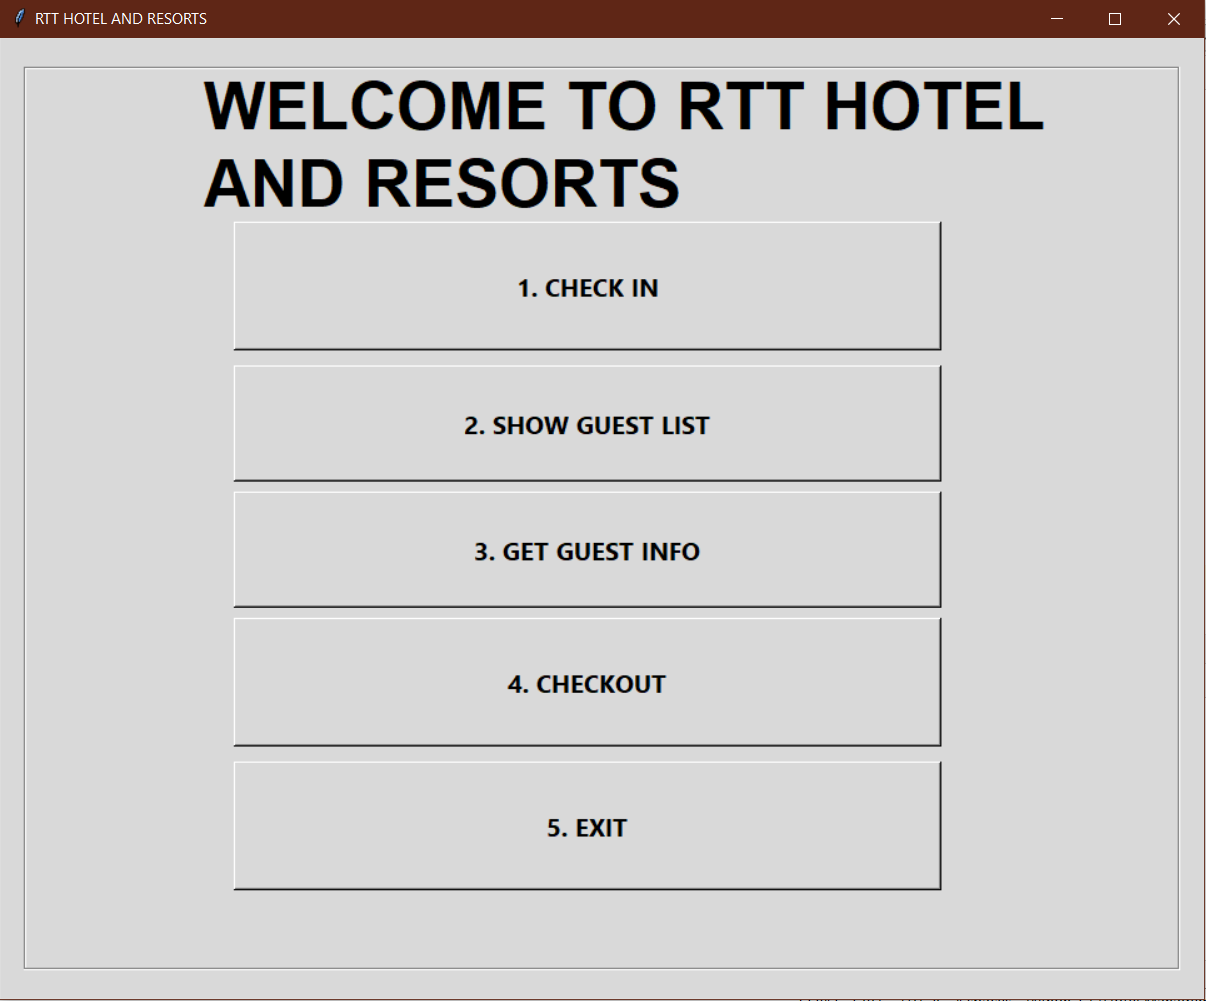 RTT HOTEL AND RESORTS
WELCOME TO RTT HOTEL
AND RESORTS
1. CHECK IN
2. SHOW GUEST LIST
3. GET GUEST INFO
4. CHECKOUT
5. EXIT